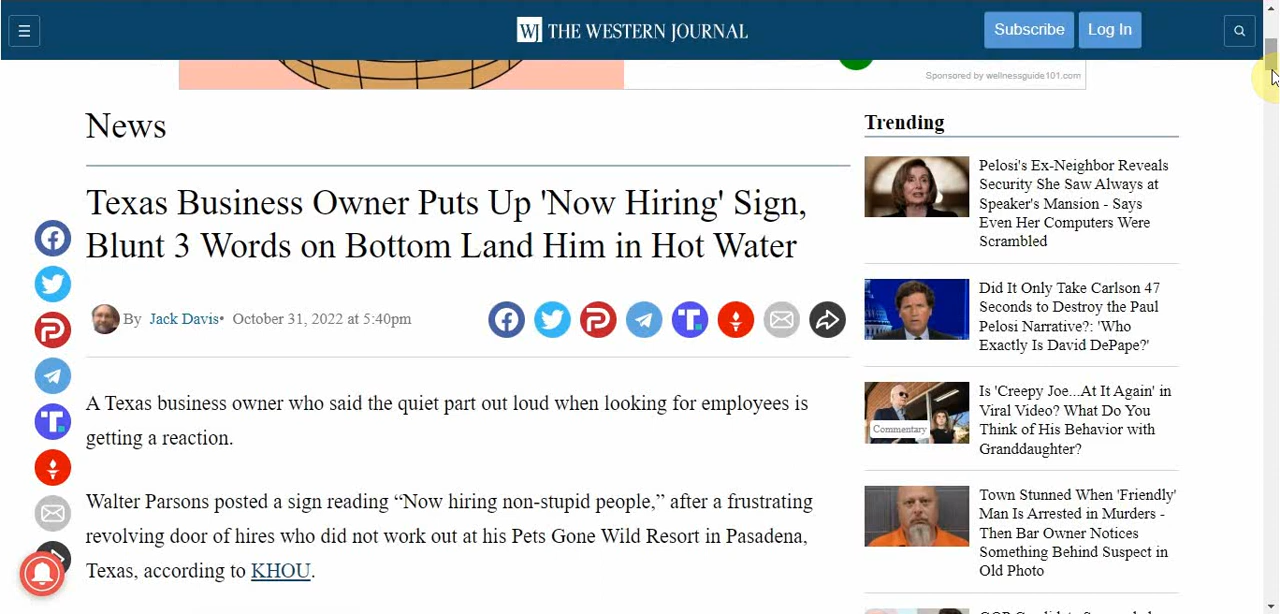 WJ THE WESTERN JOURNAL
Subscribe
Log In
Sponsored by wellnessguide101.com
News
Texas Business Owner Puts Up 'Now Hiring' Sign,
Blunt 3 Words on Bottom Land Him in Hot Water
By Jack Davis• October 31, 2022 at 5:40pm
A Texas business owner who said the quiet part out loud when looking for employees is
getting a reaction.
Walter Parsons posted a sign reading “Now hiring non-stupid people,” after a frustrating
revolving door of hires who did not work out at his Pets Gone Wild Resort in Pasadena,
Texas, according to KHOU.
Trending
Pelosi's Ex-Neighbor Reveals
Security She Saw Always at
Speaker's Mansion - Says
Even Her Computers Were
Scrambled
Did It Only Take Carlson 47
Seconds to Destroy the Paul
Pelosi Narrative?: 'Who
Exactly Is David DePape?'
Is 'Creepy Joe...At It Again' in
Viral Video? What Do You
Think of His Behavior with
Granddaughter?
Commentary
Town Stunned When 'Friendly'
Man Is Arrested in Murders -
Then Bar Owner Notices
Something Behind Suspect in
Old Photo